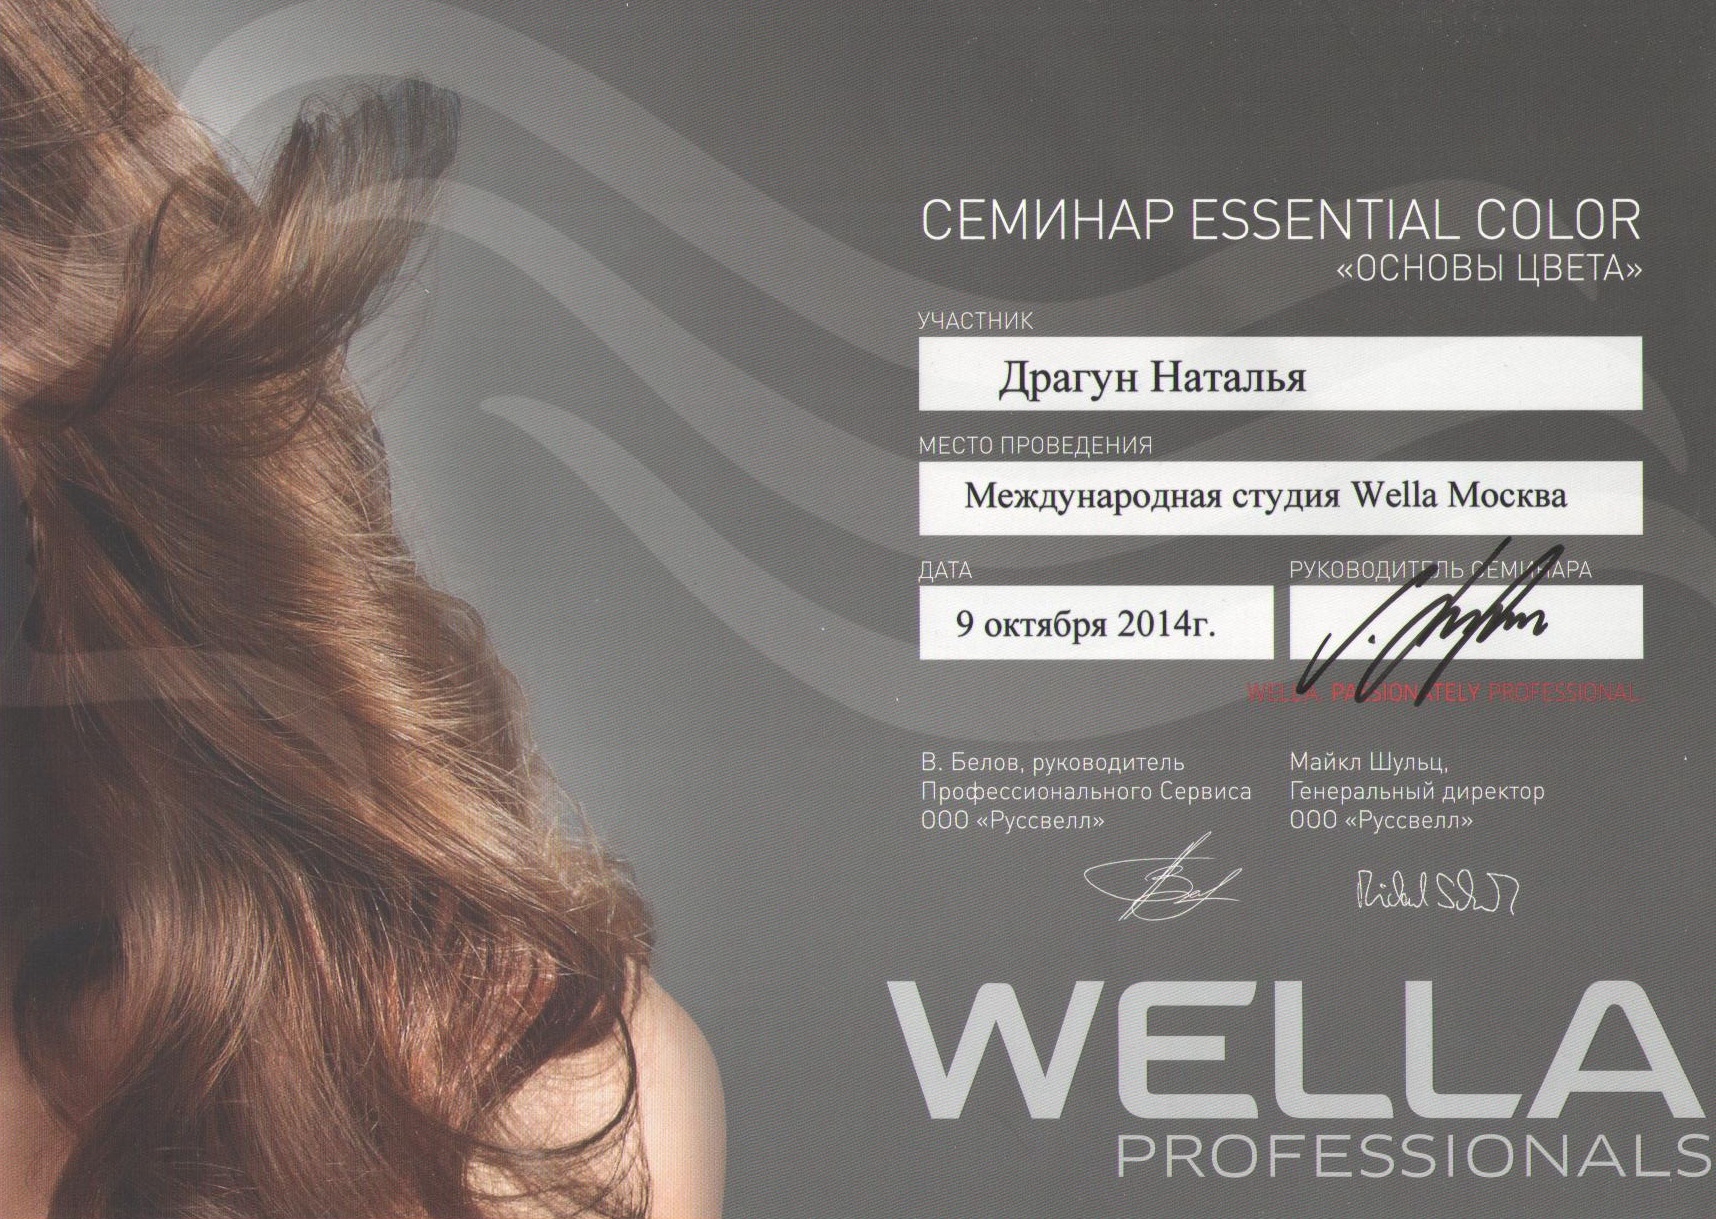 СЕМИНАР ESSENTIAL COLOR
«ОСНОВЫ ЦВЕТА»
УЧАСТНИК
Драгун Наталья
МЕСТО ПРОВЕДЕНИЯ
Международная студия Wella Москва
ДАТА
РУКОВОДИТЕЛЬ СЕМИНАРА
9 октября 2014г.
WELLA. PASSIONATELY PROFESSIONAL.
В. Белов, руководитель
Профессионального Сервиса
ООО «Руссвелл»
Майкл Шульц,
Генеральный директор
ООО «Руссвелл»
WELLA
PROFESSIONALS